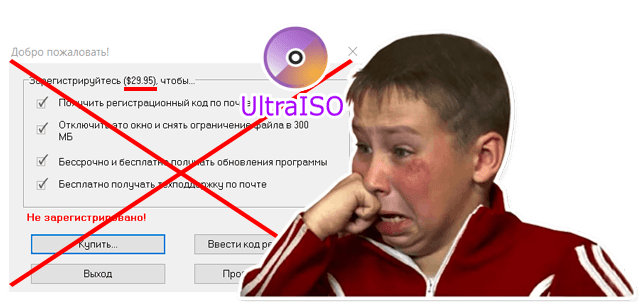 Добро пожаловать!
UltraISO
Зарегистрируйтесь ($29.95), чтобы...
Получить регистрационный код по почте
Отключить это окно и снять ограничение файла в 300
МБ
Бессрочно и бесплатно получать обновления программы
Бесплатно получать техподдержку по почте
Не зарегистрировано!
Купить...
Ввести код
Выход